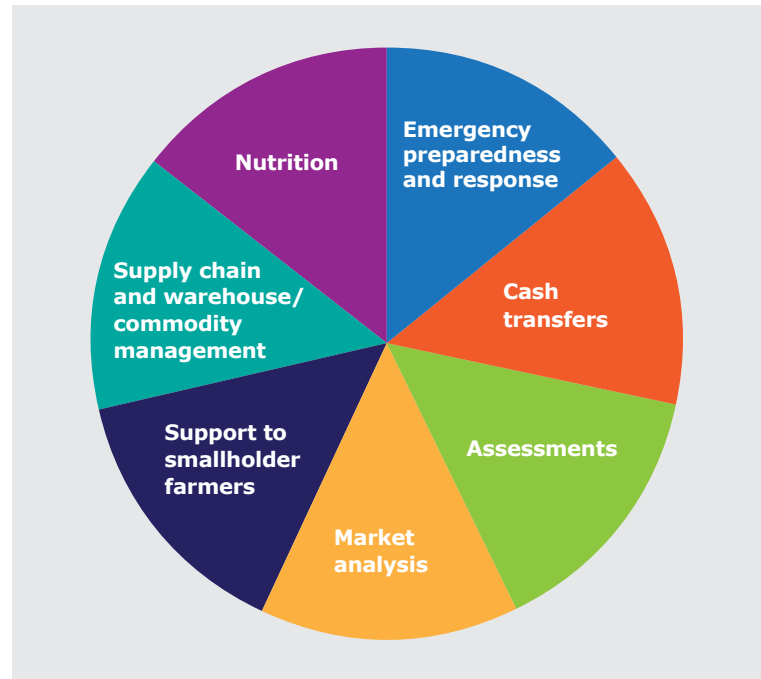 Emergency
preparedness
and response
Cash
transfers
Assessments
Market
analysis
Support to
smallholder
farmers
Supply chain
and warehouse/
commodity
management
Nutrition